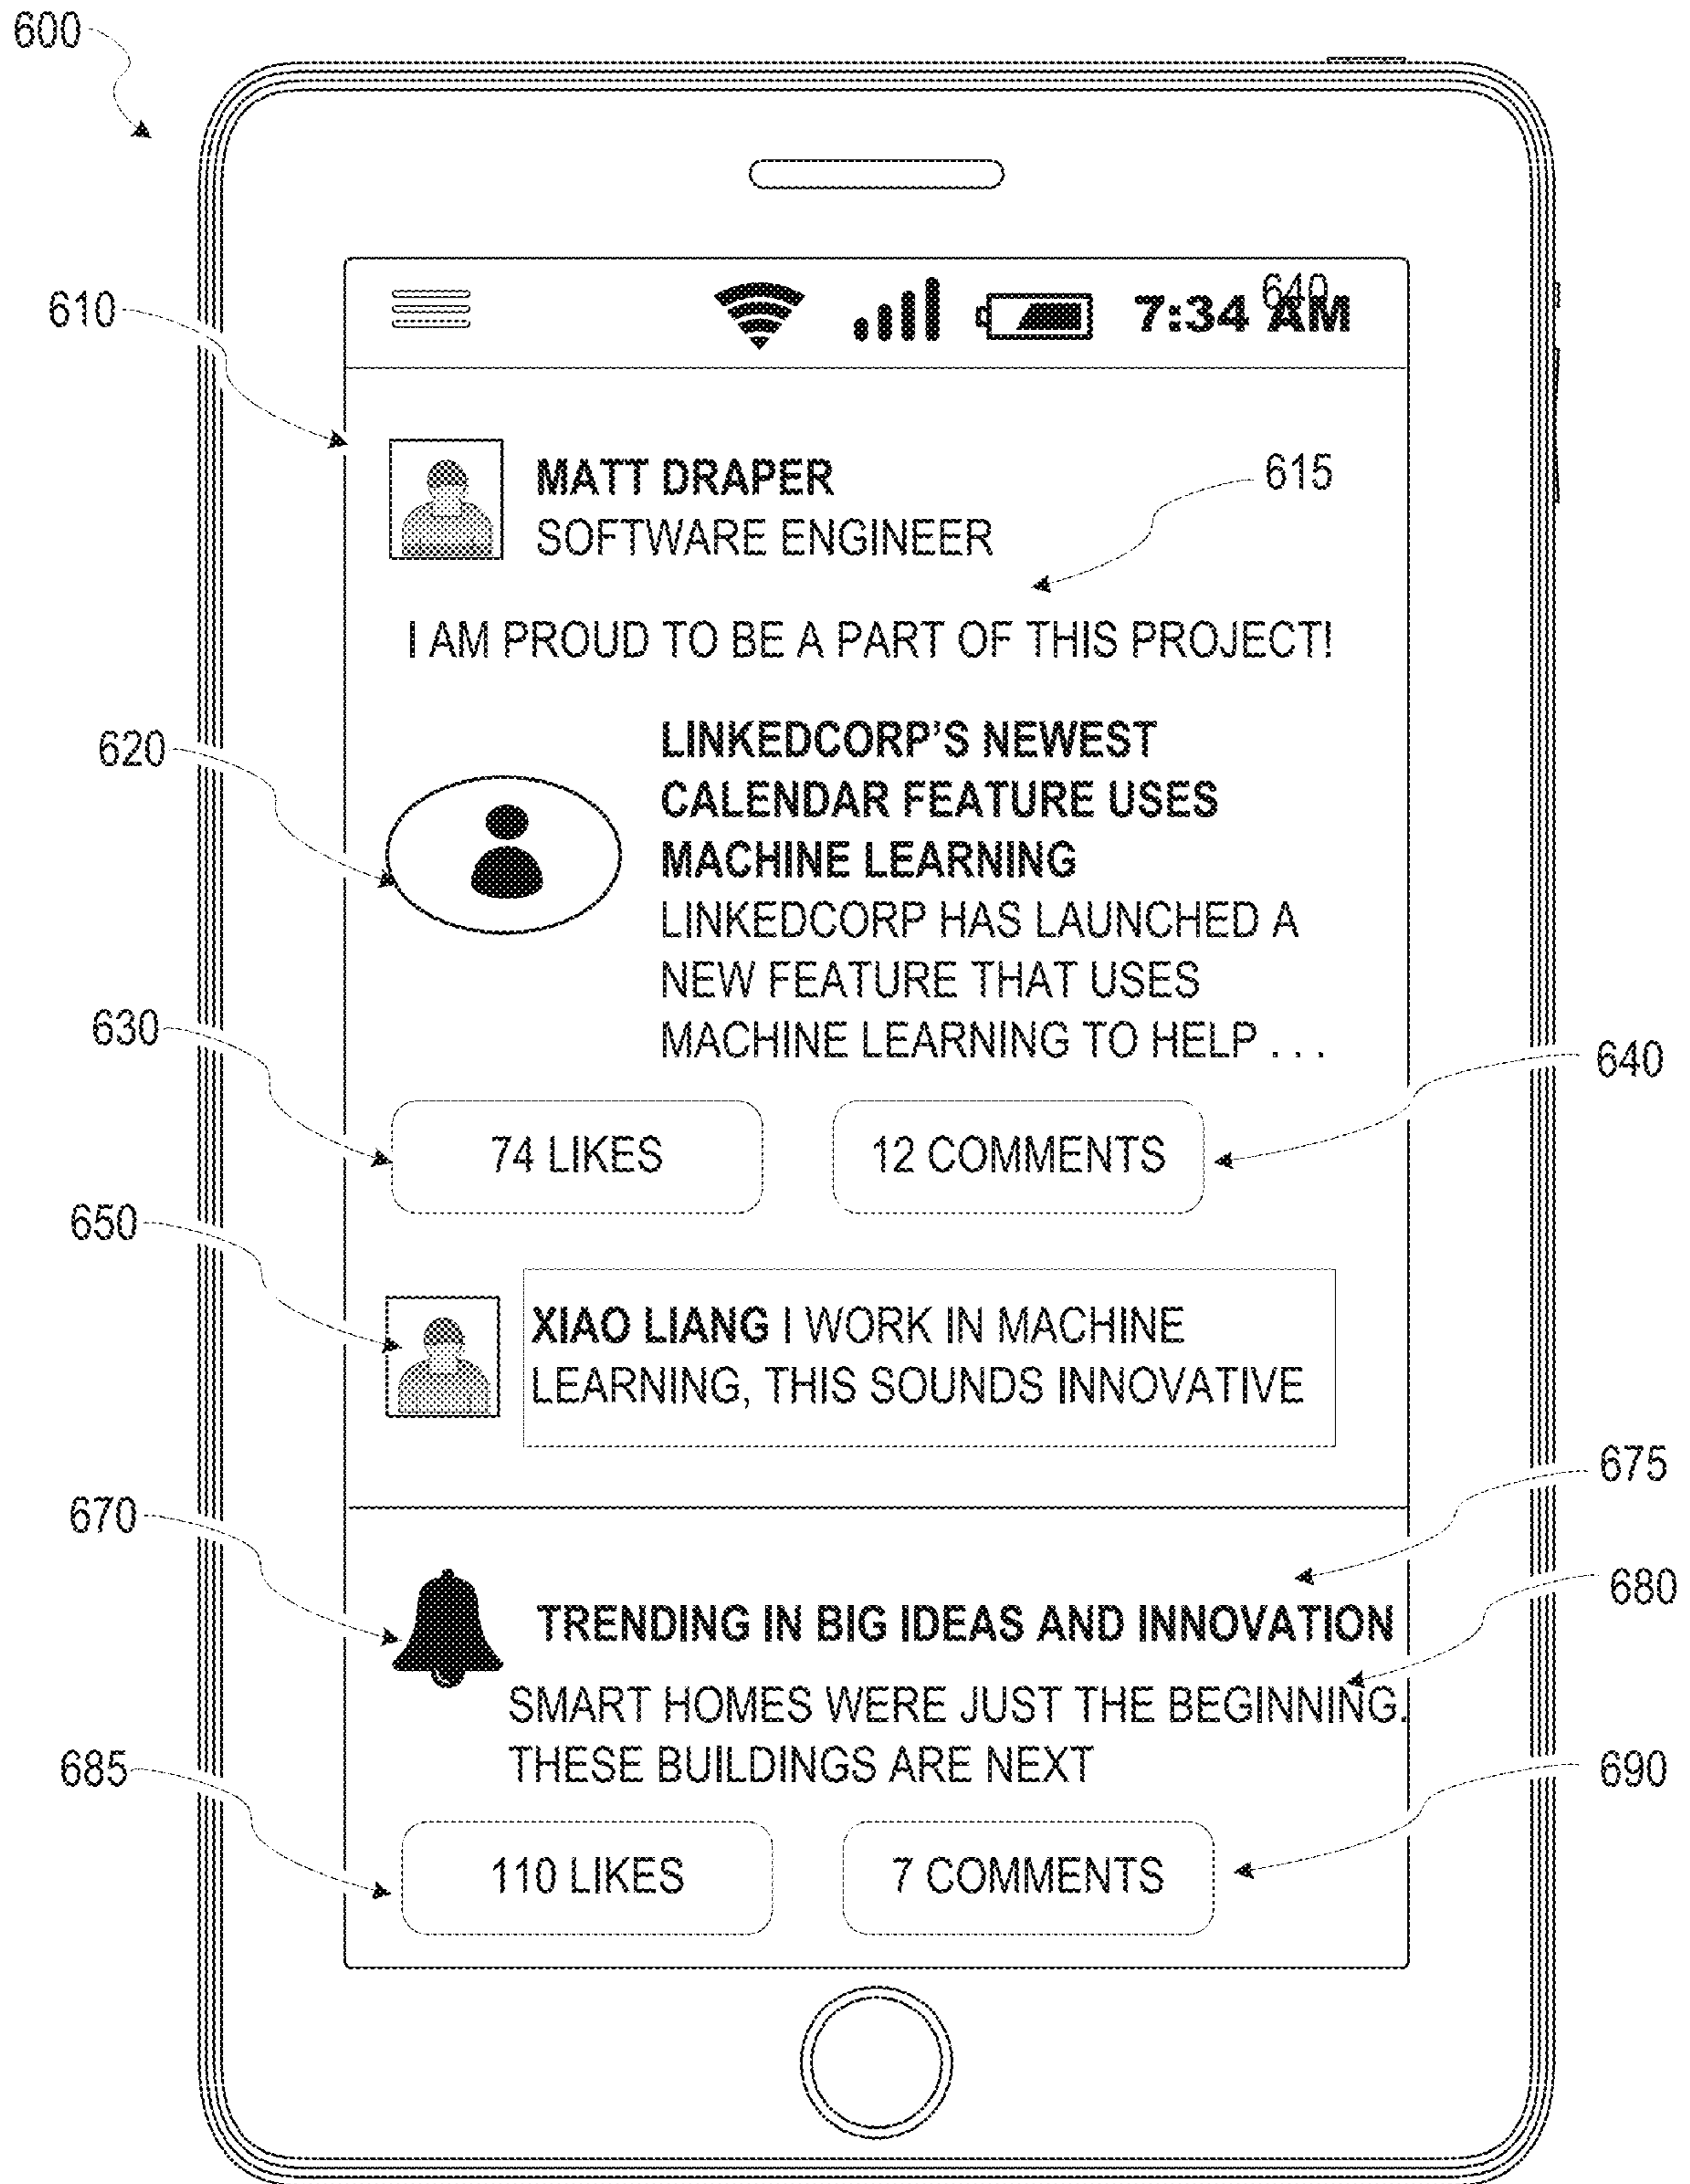 600
640
610
7:34 AM
MATT DRAPER
615
SOFTWARE ENGINEER
I AM PROUD TO BE A PART OF THIS PROJECT!
620
LINKEDCORP'S NEWEST
CALENDAR FEATURE USES
MACHINE LEARNING
LINKEDCORP HAS LAUNCHED A
NEW FEATURE THAT USES
MACHINE LEARNING TO HELP . . .
630
640
74 LIKES
12 COMMENTS
650
XIAO LIANG I WORK IN MACHINE
LEARNING, THIS SOUNDS INNOVATIVE
675
670
680
TRENDING IN BIG IDEAS AND INNOVATION
SMART HOMES WERE JUST THE BEGINNING.
THESE BUILDINGS ARE NEXT
685
690
110 LIKES
7 COMMENTS